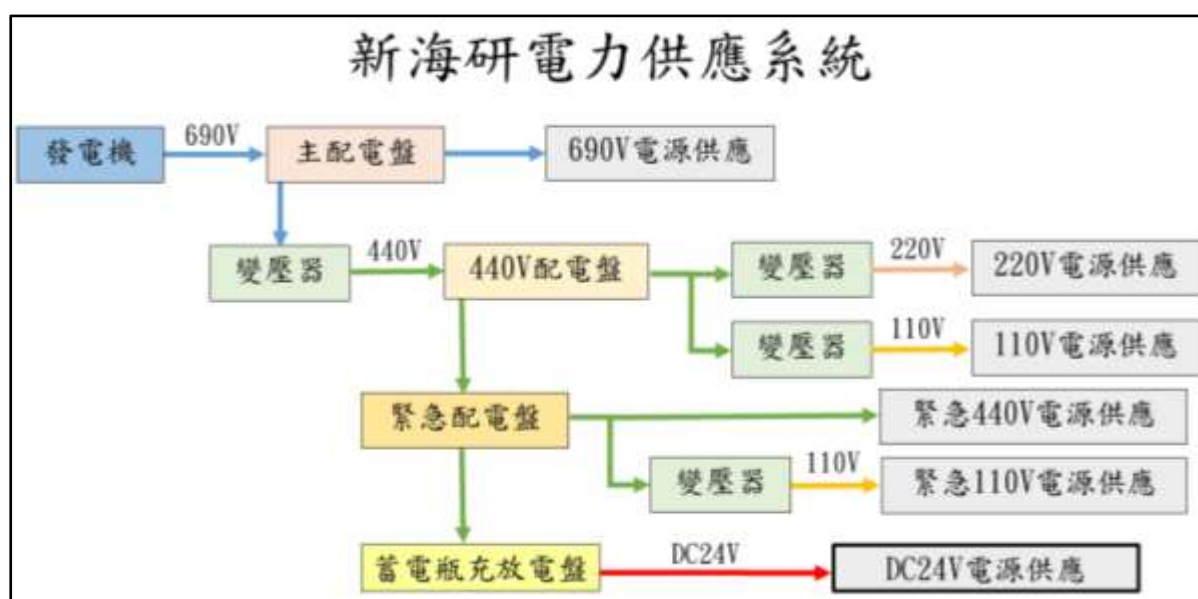 新海研電力供應系統
發電機
690V
主配電盤
690V電源供應
變壓器
440V
440V配電盤
變壓器
220V
220V電源供應
變壓器
110V
110V電源供應
緊急配電盤
緊急440V電源供應
變壓器
110V
緊急110V電源供應
蓄電瓶充放電盤
DC24V
DC24V電源供應